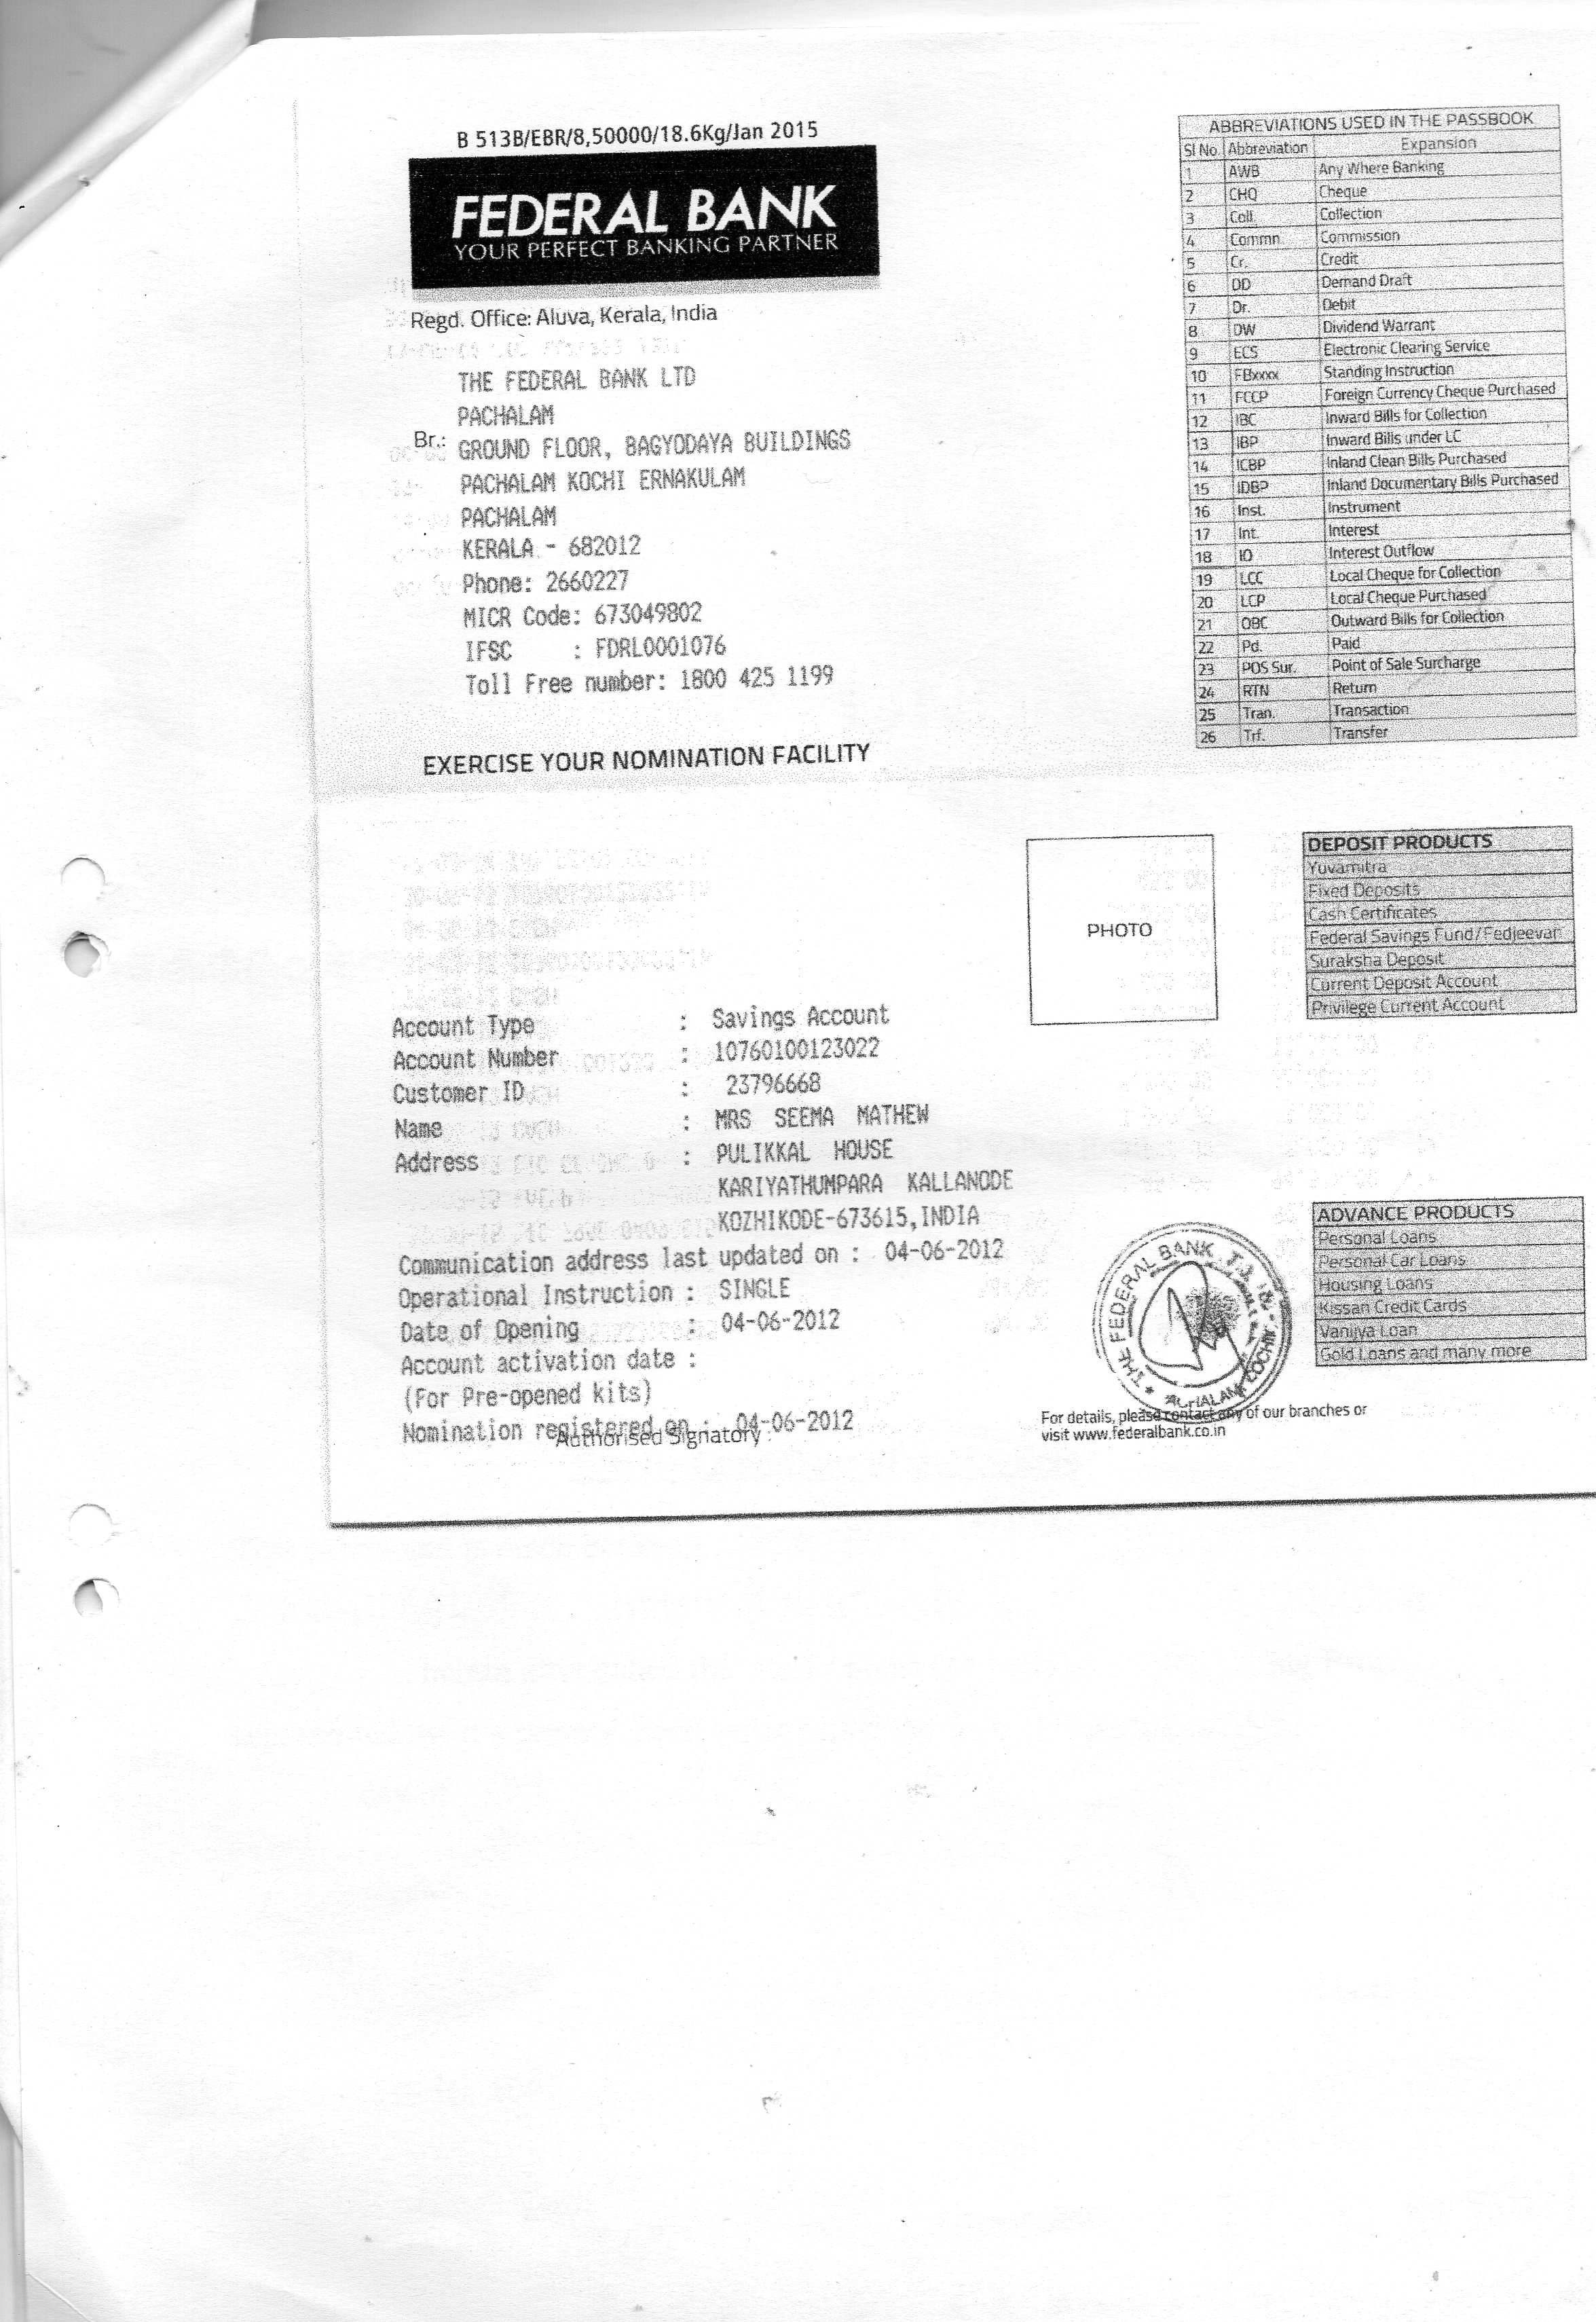 B 513B/EBR/8,50000/18.6Kg/Jan 2015
FEDERAL BANK
YOUR PERFECT BANKING PARTNER
Regd. Office: Aluva, Kerala, India
THE FEDERAL BANK LTD
PACHALAM
Br.: GROUND FLOOR, BAGYODAYA BUILDINGS
PACHALAM KOCHI ERNAKULAM
PACHALAM
KERALA - 682012
Phone: 2660227
MICR Code: 673049802
IFSC : FDRL0001076
Toll Free number: 1800 425 1199
EXERCISE YOUR NOMINATION FACILITY
ABBREVIATIONS USED IN THE PASSBOOK
Sl No. Abbreviation Expansion
1 AWB Any Where Banking
2 CHQ Cheque
3 Coll. Collection
4 Commn. Commission
5 Cr. Credit
6 DD Demand Draft
7 Dr. Debit
8 DW Dividend Warrant
9 ECS Electronic Clearing Service
10 FBxxxx Standing Instruction
11 FCCP Foreign Currency Cheque Purchased
12 IBC Inward Bills for Collection
13 IBP Inward Bills under LC
14 ICBP Inland Clean Bills Purchased
15 IDBP Inland Documentary Bills Purchased
16 Inst. Instrument
17 Int. Interest
18 IO Interest Outflow
19 LCC Local Cheque for Collection
20 LCP Local Cheque Purchased
21 OBC Outward Bills for Collection
22 Pd. Paid
23 POS Sur. Point of Sale Surcharge
24 RTN Return
25 Tran. Transaction
26 Trf. Transfer
PHOTO
DEPOSIT PRODUCTS
Yuvamitra
Fixed Deposits
Cash Certificates
Federal Savings Fund/Fedjeevan
Suraksha Deposit
Current Deposit Account
Privilege Current Account
Account Type : Savings Account
Account Number : 10760100123022
Customer ID : 23796668
Name : MRS SEEMA MATHEW
Address : PULIKKAL HOUSE
KARIYATHUMPARA KALLANODE
KOZHIKODE-673615,INDIA
Communication address last updated on : 04-06-2012
Operational Instruction : SINGLE
Date of Opening : 04-06-2012
Account activation date :
(For Pre-opened kits)
Nomination registered on : 04-06-2012
Authorised Signatory :
THE FEDERAL BANK
COCHIN
ADVANCE PRODUCTS
Personal Loans
Personal Car Loans
Housing Loans
Kissan Credit Cards
Vanijya Loan
Gold Loans and many more
For details, please contact any of our branches or
visit www.federalbank.co.in